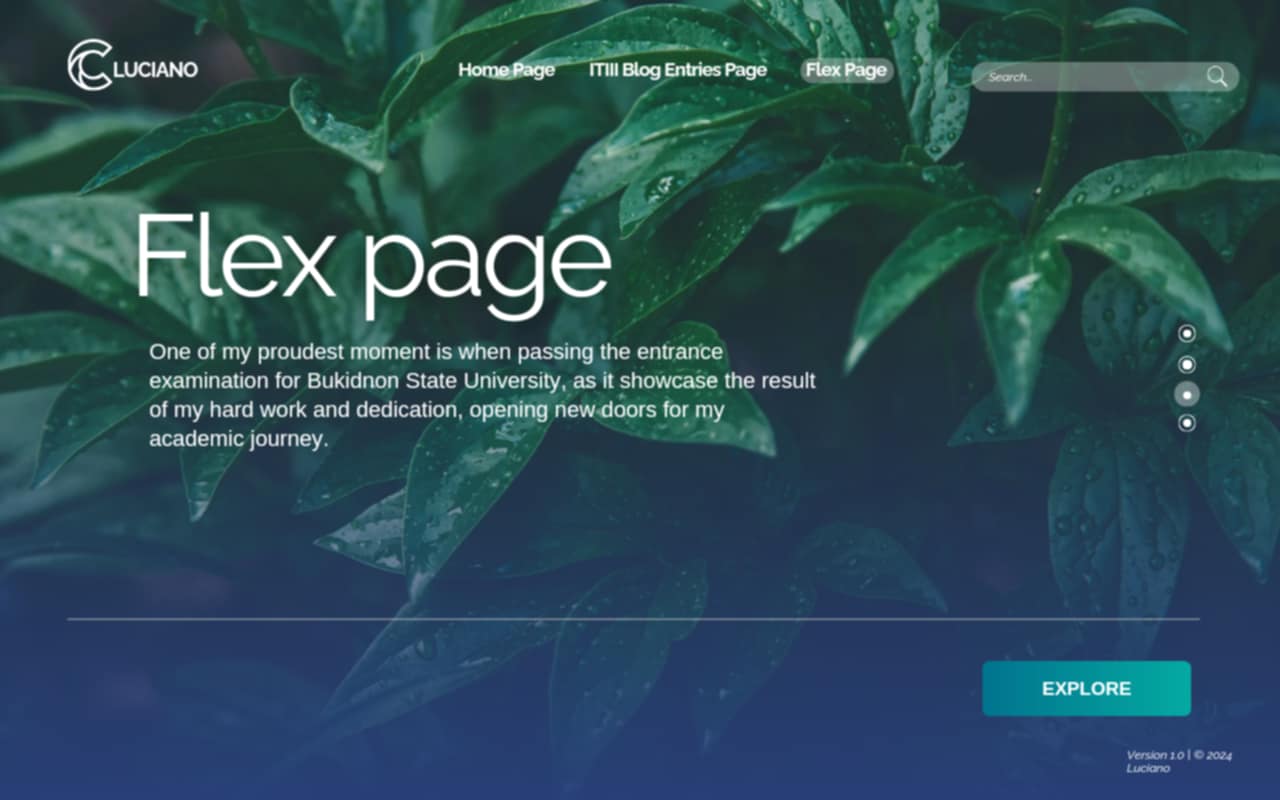 LUCIANO
Home Page
ITIII Blog Entries Page
Flex Page
Search..
Flex page
One of my proudest moment is when passing the entrance
examination for Bukidnon State University, as it showcase the result
of my hard work and dedication, opening new doors for my
academic journey.
EXPLORE
Version 1.0 | © 2024
Luciano